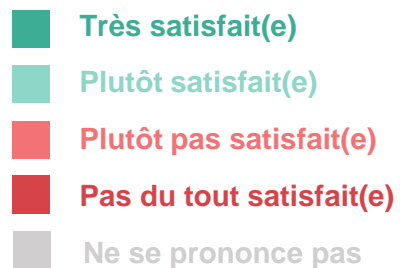 Très satisfait(e)
Plutôt satisfait(e)
Plutôt pas satisfait(e)
Pas du tout satisfait(e)
Ne se prononce pas